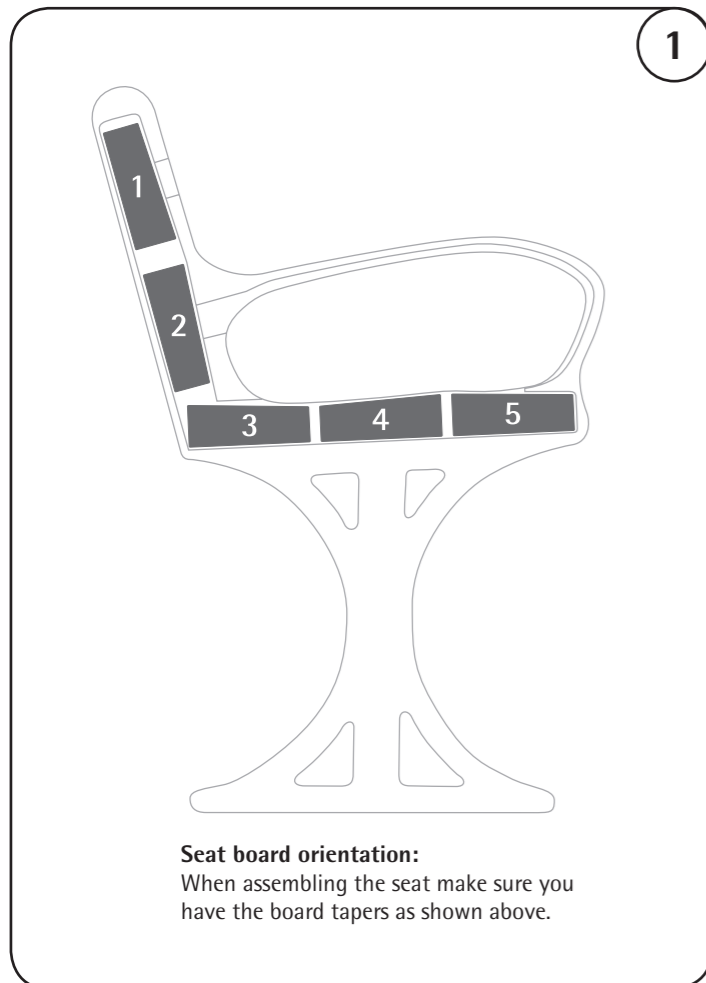 1
1
2
3
4
5
Seat board orientation:
When assembling the seat make sure you
have the board tapers as shown above.